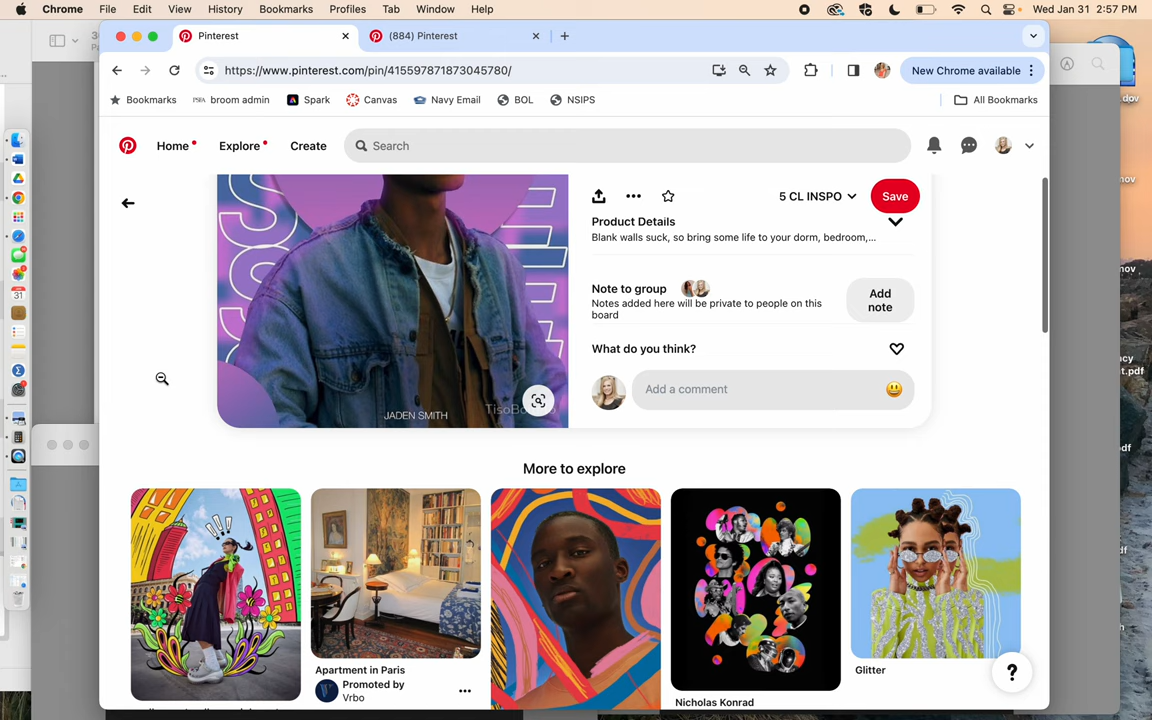 Chrome File Edit View History Bookmarks Profiles Tab Window Help Wed Jan 31 2:57 PM
Pinterest (884) Pinterest
https://www.pinterest.com/pin/415597871873045780/ New Chrome available
Bookmarks broom admin Spark Canvas Navy Email BOL NSIPS All Bookmarks
Home Explore Create Search
5 CL INSPO Save
Product Details
Blank walls suck, so bring some life to your dorm, bedroom,...
Note to group
Notes added here will be private to people on this
board
Add
note
What do you think?
Add a comment
JADEN SMITH
More to explore
Apartment in Paris
Promoted by
Vrbo
Nicholas Konrad
Glitter
?
.dov
mov
.mov
t.pdf
31